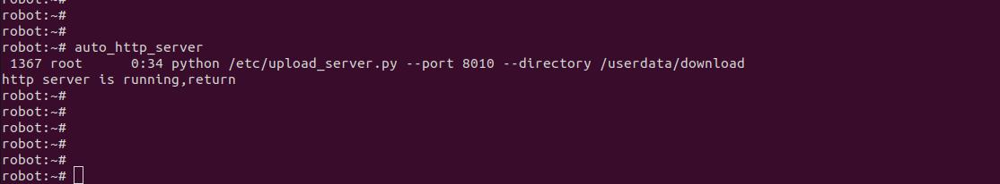 robot:~#
robot:~#
robot:~#
robot:~# auto_http_server
 1367 root      0:34 python /etc/upload_server.py --port 8010 --directory /userdata/download
http server is running,return
robot:~#
robot:~#
robot:~#
robot:~#
robot:~#
robot:~#